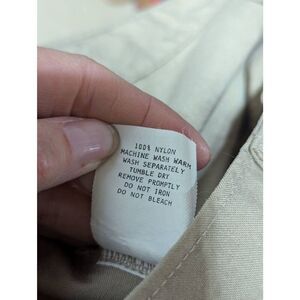 100% NYLON
MACHINE WASH WARM
WASH SEPARATELY
TUMBLE DRY
REMOVE PROMPTLY
DO NOT IRON
DO NOT BLEACH